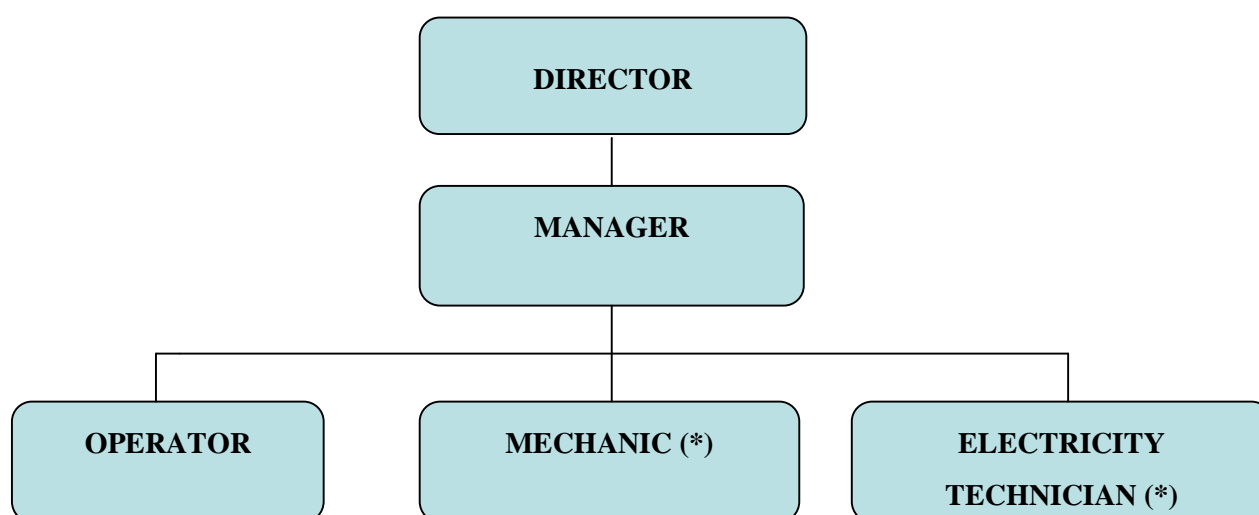 DIRECTOR
MANAGER
OPERATOR
MECHANIC (*)
ELECTRICITY
TECHNICIAN (*)